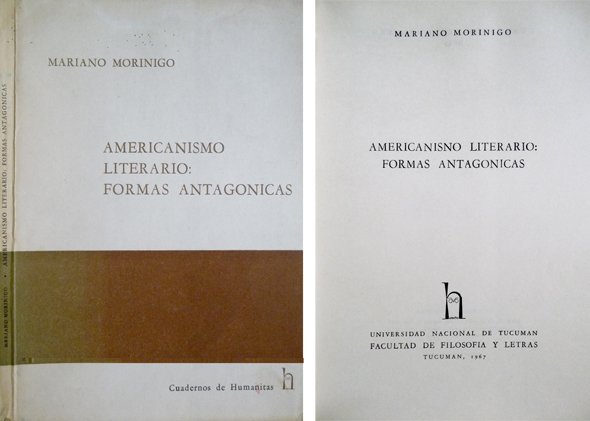 MARIANO MORINIGO • AMERICANISMO LITERARIO: FORMAS ANTAGONICAS
MARIANO MORINIGO
AMERICANISMO
LITERARIO:
FORMAS ANTAGONICAS
Cuadernos de Humanitas h
MARIANO MORINIGO
AMERICANISNO LITERARIO:
FORMAS ANTAGONICAS
h
UNIVERSIDAD NACIONAL DE TUCUMAN
FACULTAD DE FILOSOFIA Y LETRAS
TUCUMAN, 1967